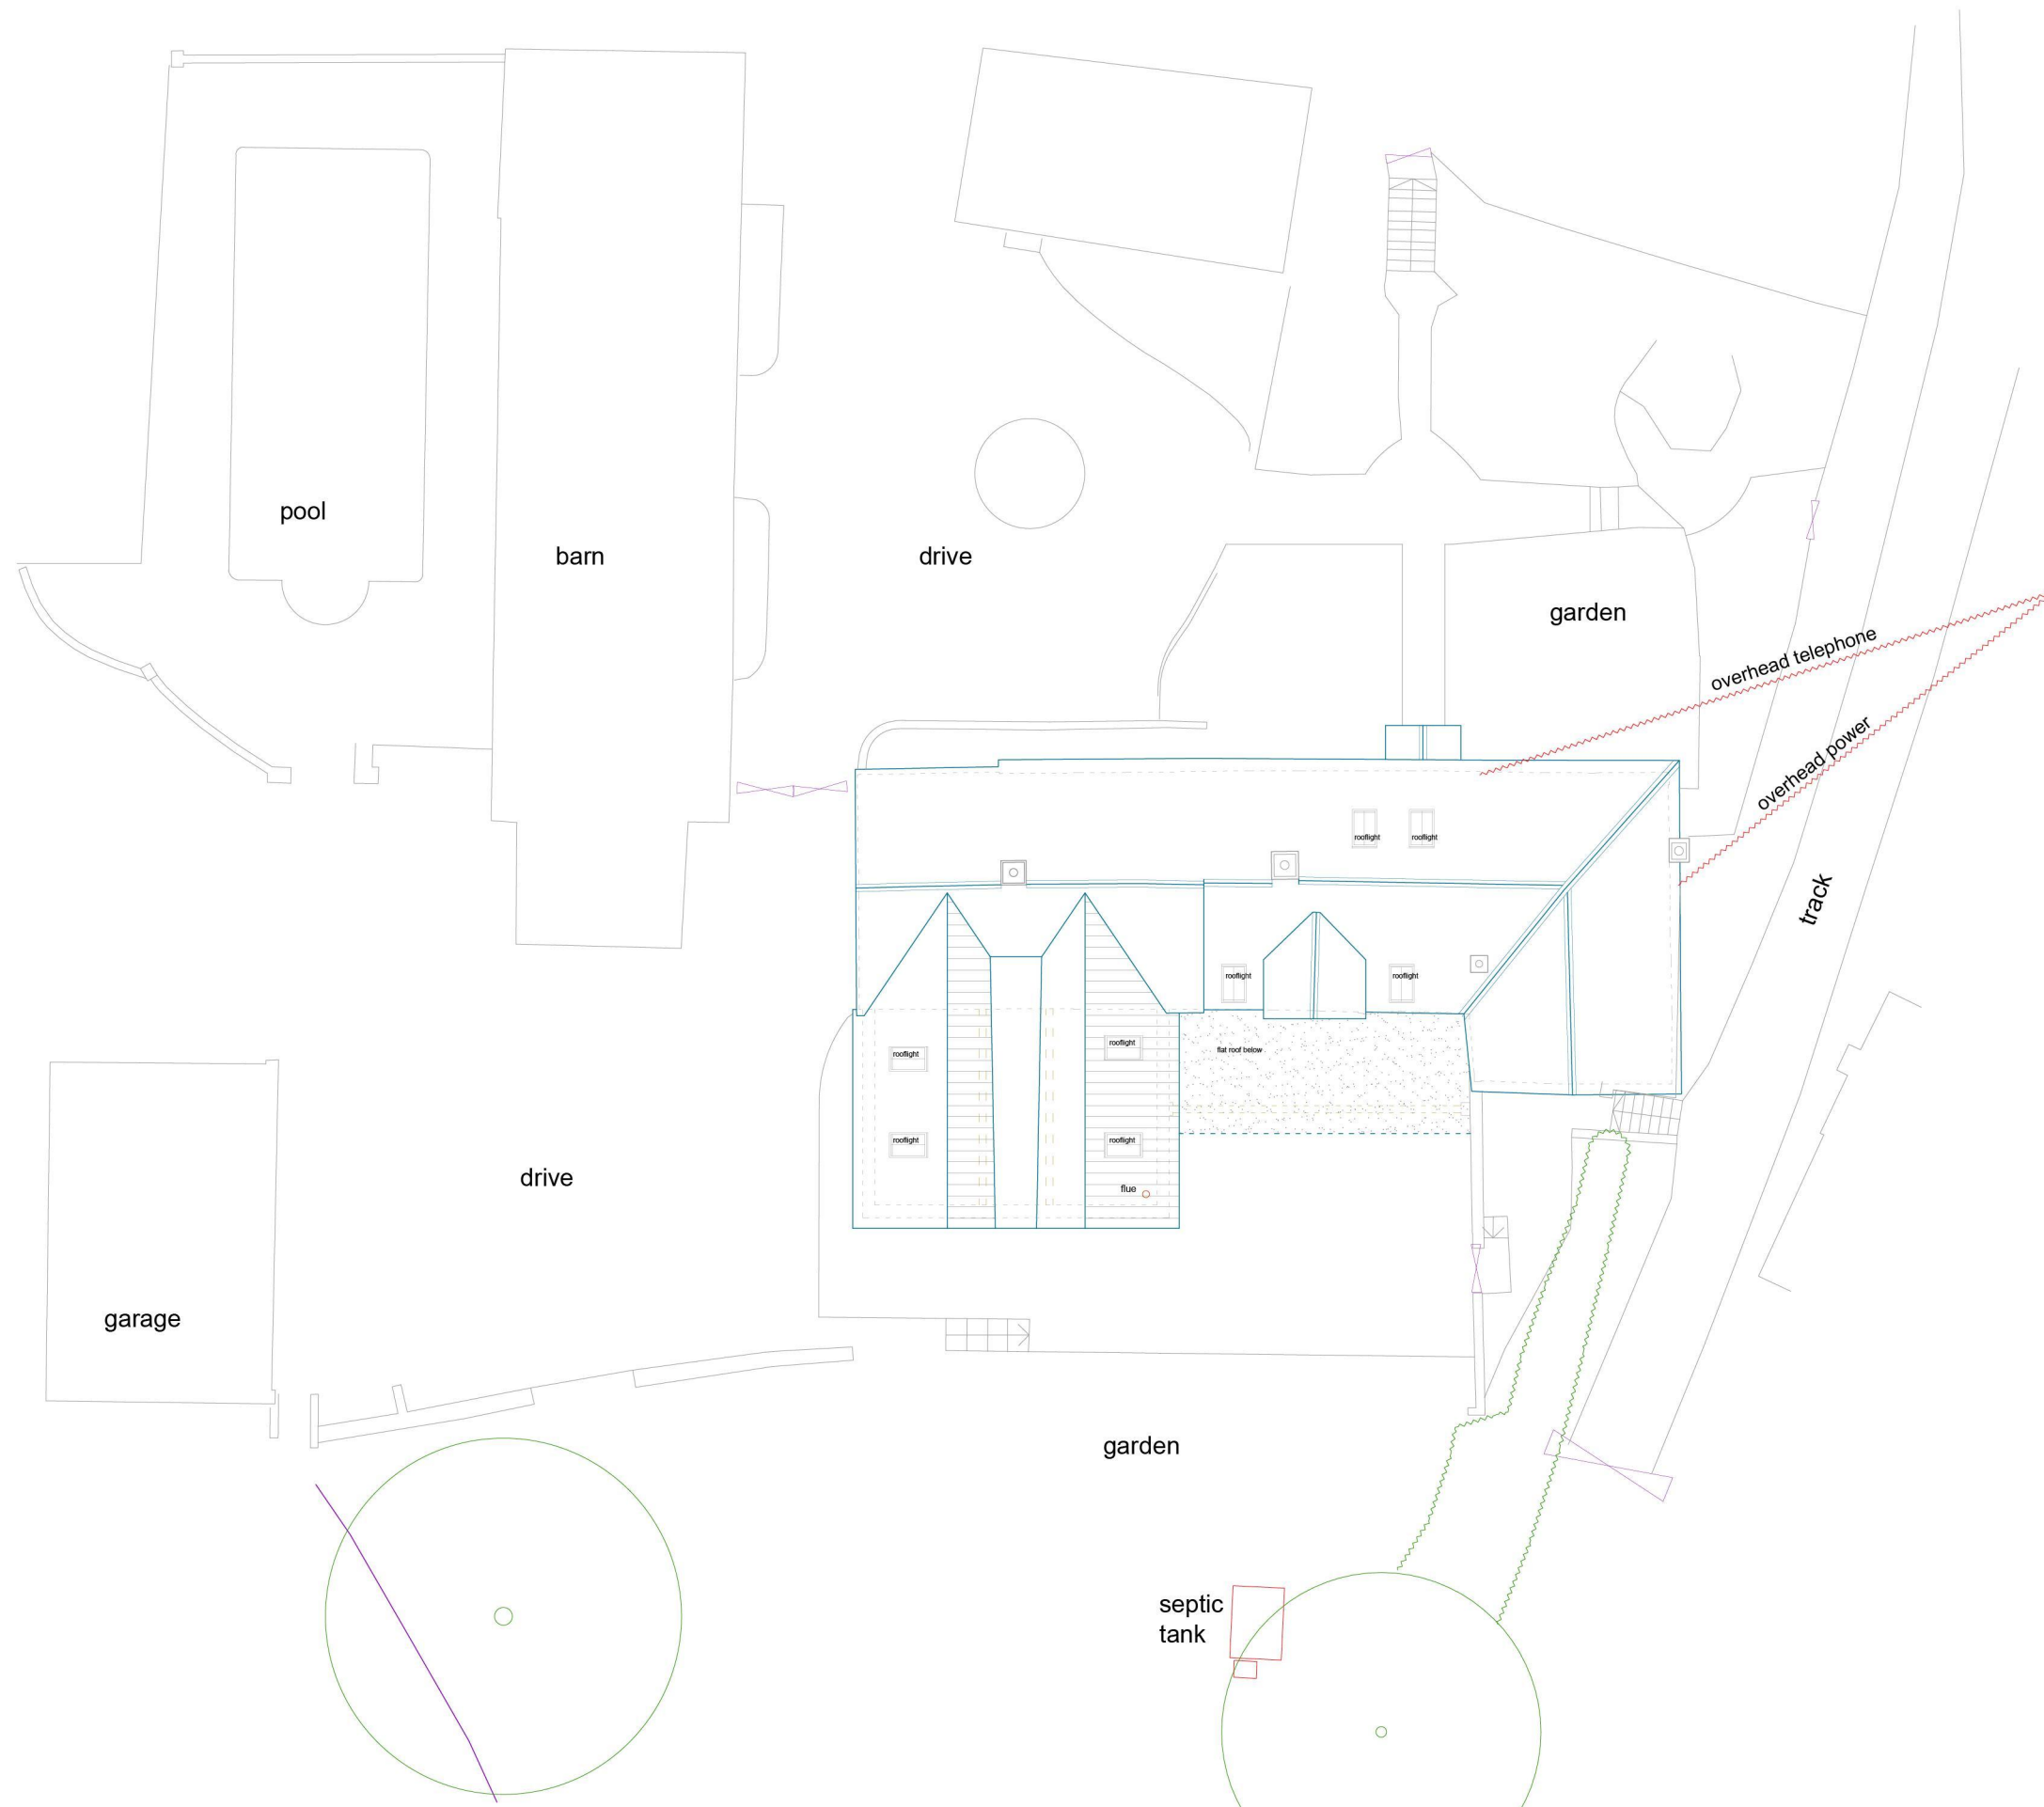 pool
barn
drive
garden
overhead telephone
overhead power
rooflight
rooflight
track
rooflight
rooflight
rooflight
rooflight
flat roof below
rooflight
rooflight
flue
drive
garage
garden
septic
tank